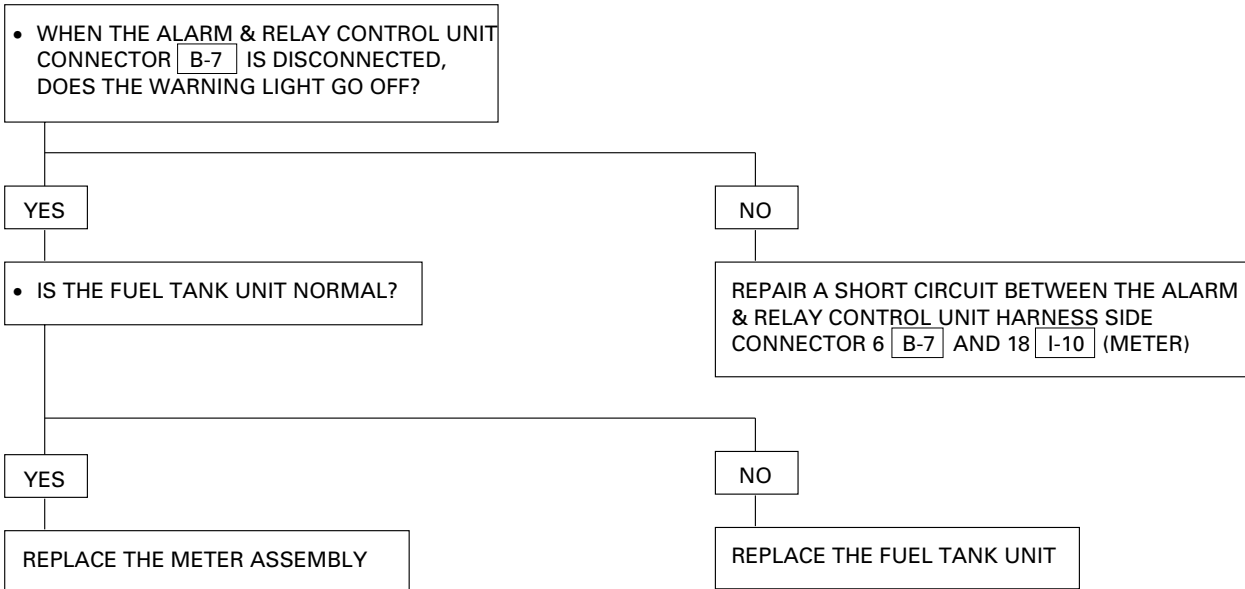 • WHEN THE ALARM & RELAY CONTROL UNIT
CONNECTOR B-7 IS DISCONNECTED,
DOES THE WARNING LIGHT GO OFF?
YES
NO
• IS THE FUEL TANK UNIT NORMAL?
REPAIR A SHORT CIRCUIT BETWEEN THE ALARM
& RELAY CONTROL UNIT HARNESS SIDE
CONNECTOR 6 B-7 AND 18 I-10 (METER)
YES
NO
REPLACE THE METER ASSEMBLY
REPLACE THE FUEL TANK UNIT